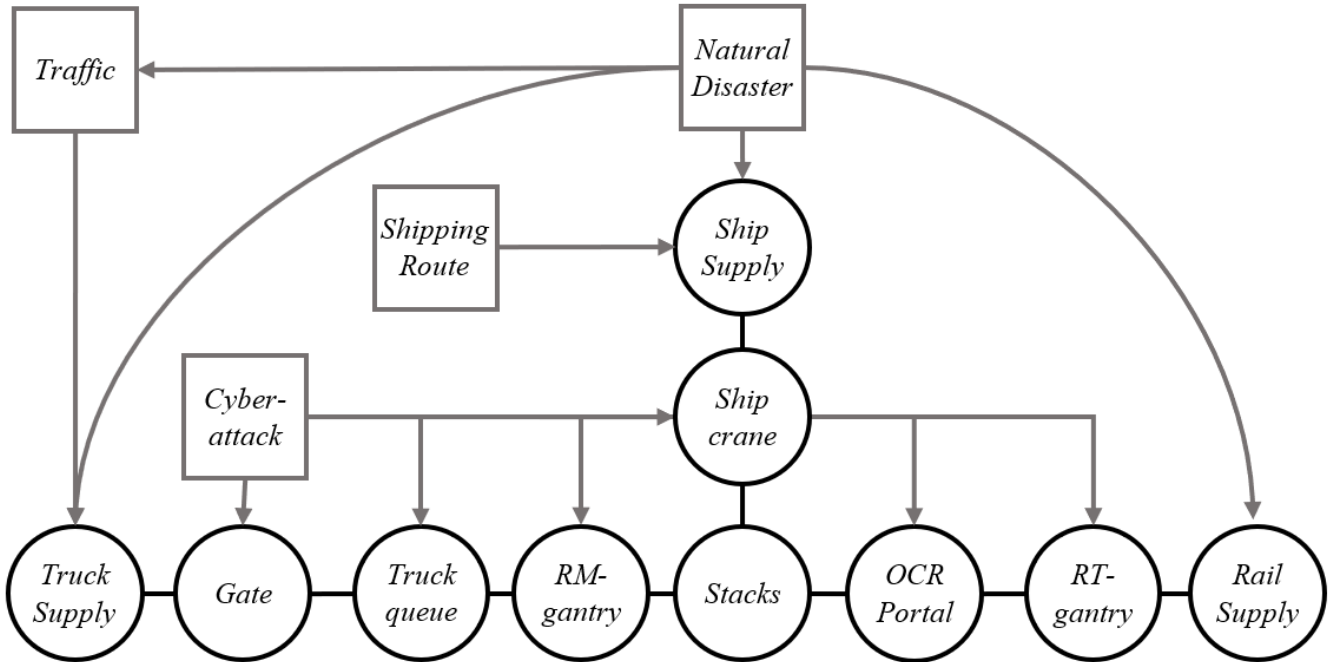 Traffic
Natural
Disaster
Shipping
Route
Ship
Supply
Cyber-
attack
Ship
crane
Truck
Supply
Gate
Truck
queue
RM-
gantry
Stacks
OCR
Portal
RT-
gantry
Rail
Supply